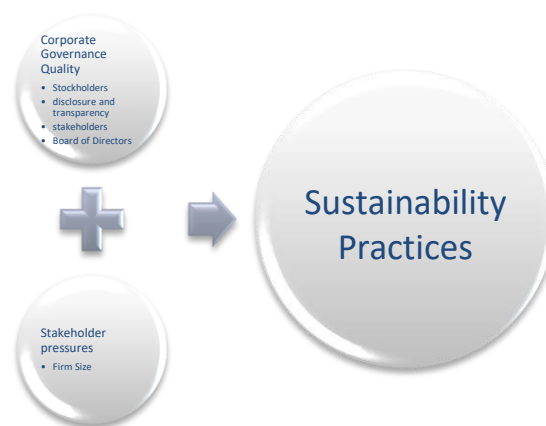 Corporate
Governance
Quality
• Stockholders
• disclosure and
transparency
• stakeholders
• Board of Directors
Stakeholder
pressures
• Firm Size
Sustainability
Practices